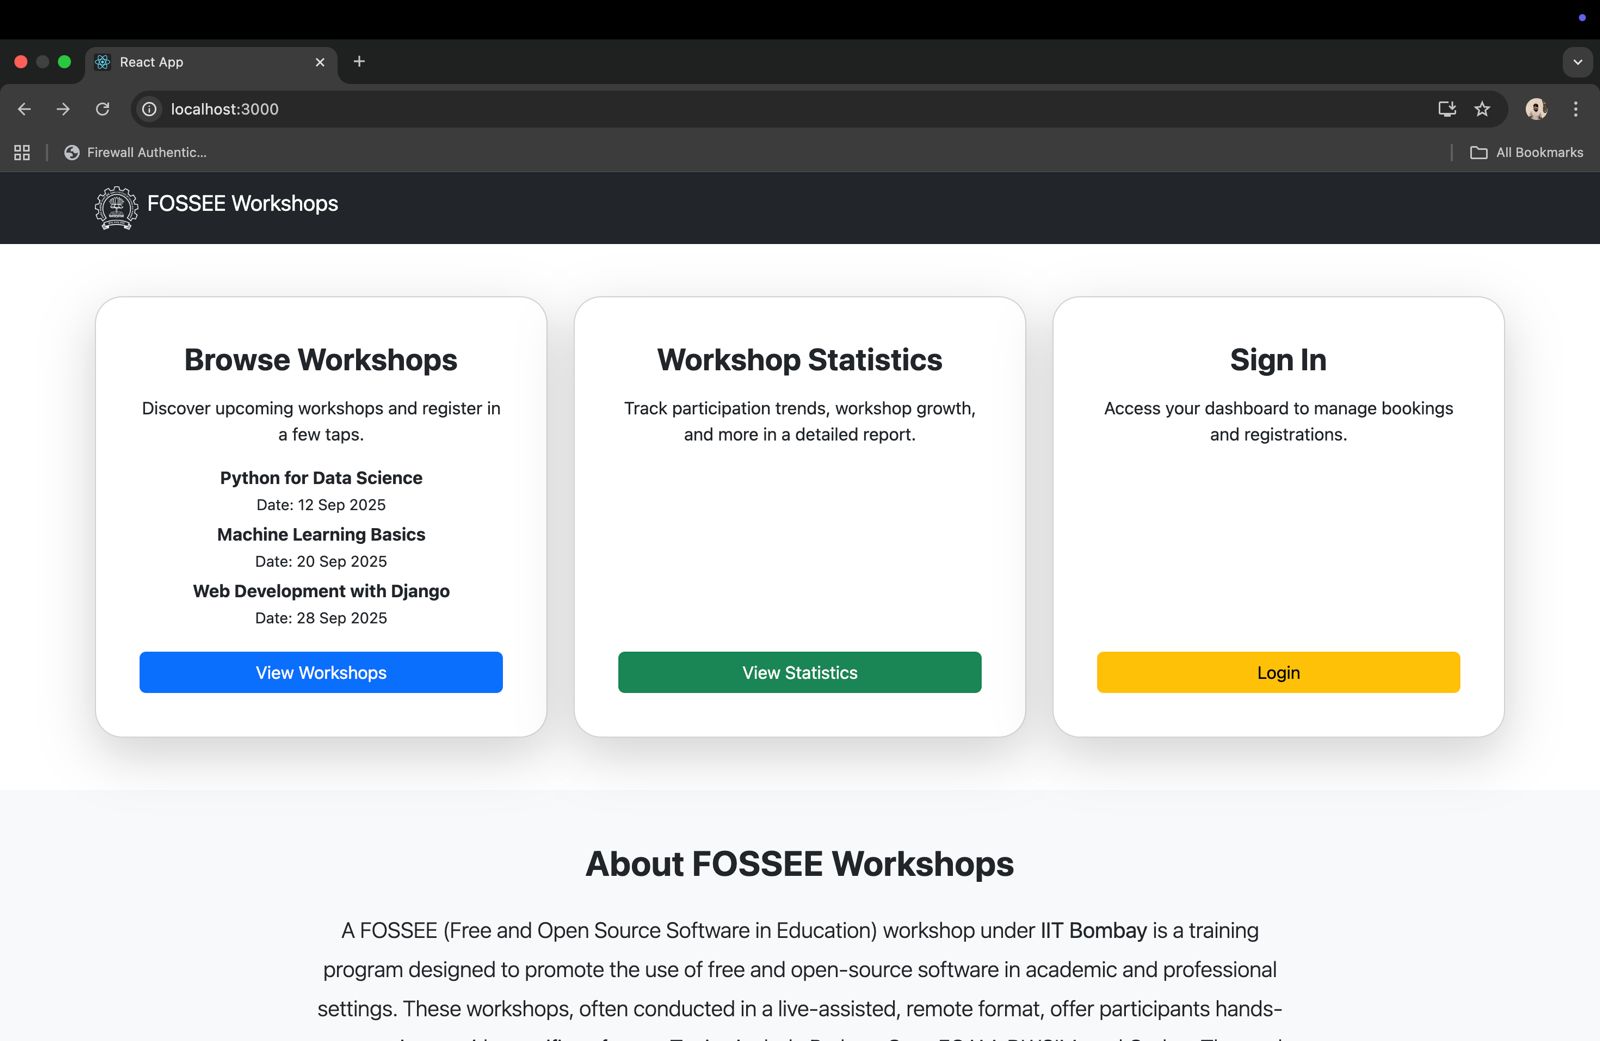 React App
localhost:3000
Firewall Authentic...
All Bookmarks
FOSSEE Workshops
Browse Workshops
Discover upcoming workshops and register in
a few taps.
Python for Data Science
Date: 12 Sep 2025
Machine Learning Basics
Date: 20 Sep 2025
Web Development with Django
Date: 28 Sep 2025
View Workshops
Workshop Statistics
Track participation trends, workshop growth,
and more in a detailed report.
View Statistics
Sign In
Access your dashboard to manage bookings
and registrations.
Login
About FOSSEE Workshops
A FOSSEE (Free and Open Source Software in Education) workshop under IIT Bombay is a training
program designed to promote the use of free and open-source software in academic and professional
settings. These workshops, often conducted in a live-assisted, remote format, offer participants hands-